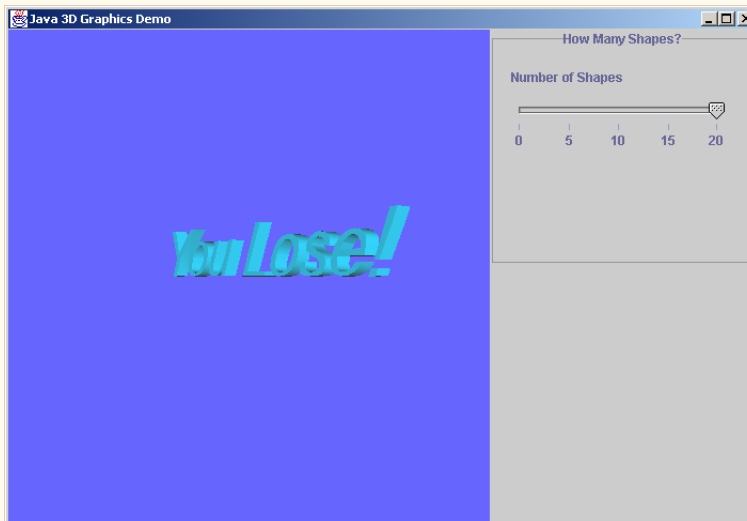 Java 3D Graphics Demo
How Many Shapes?
Number of Shapes
0 5 10 15 20
You Lose!